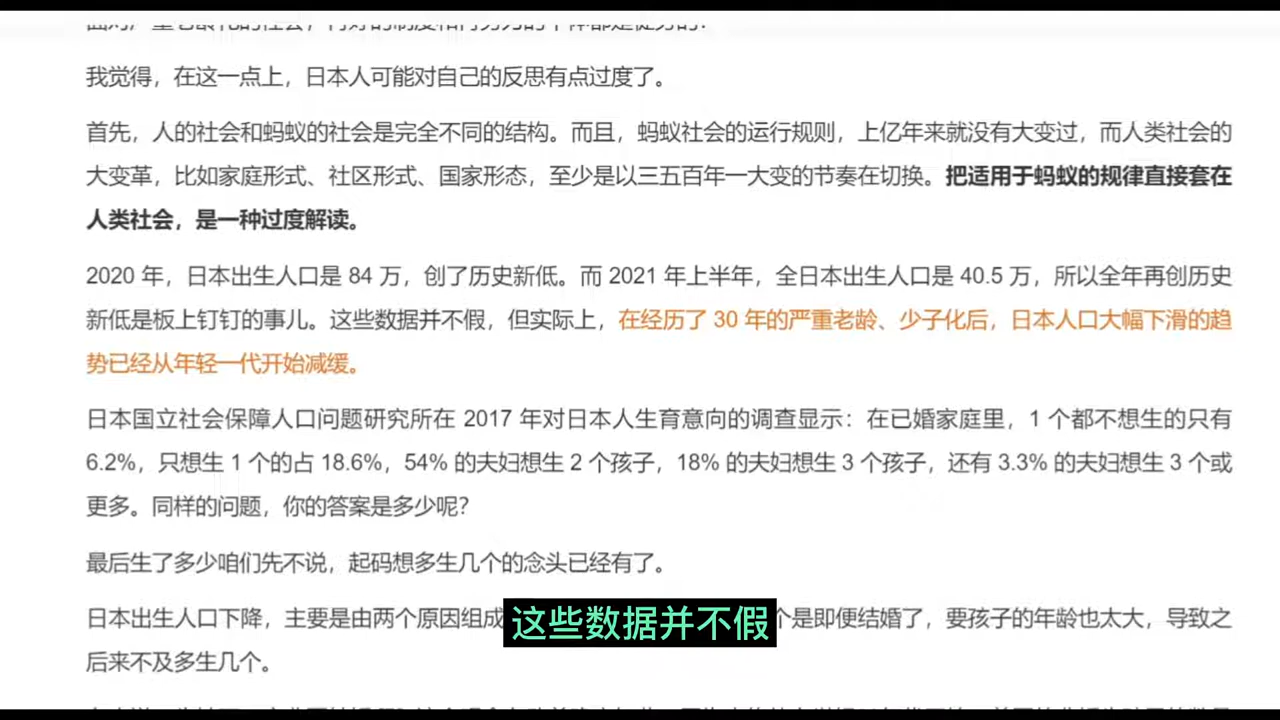 我觉得，在这一点上，日本人可能对自己的反思有点过度了。
首先，人的社会和蚂蚁的社会是完全不同的结构。而且，蚂蚁社会的运行规则，上亿年来就没有大变过，而人类社会的
大变革，比如家庭形式、社区形式、国家形态，至少是以三五百年一大变的节奏在切换。把适用于蚂蚁的规律直接套在
人类社会，是一种过度解读。
2020 年，日本出生人口是 84 万，创了历史新低。而 2021 年上半年，全日本出生人口是 40.5 万，所以全年再创历史
新低是板上钉钉的事儿。这些数据并不假，但实际上，在经历了 30 年的严重老龄、少子化后，日本人口大幅下滑的趋
势已经从年轻一代开始减缓。
日本国立社会保障人口问题研究所在 2017 年对日本人生育意向的调查显示：在已婚家庭里，1 个都不想生的只有
6.2%，只想生 1 个的占 18.6%，54% 的夫妇想生 2 个孩子，18% 的夫妇想生 3 个孩子，还有 3.3% 的夫妇想生 3 个或
更多。同样的问题，你的答案是多少呢？
最后生了多少咱们先不说，起码想多生几个的念头已经有了。
日本出生人口下降，主要是由两个原因组成 个是即便结婚了，要孩子的年龄也太大，导致之
这些数据并不假
后来不及多生几个。